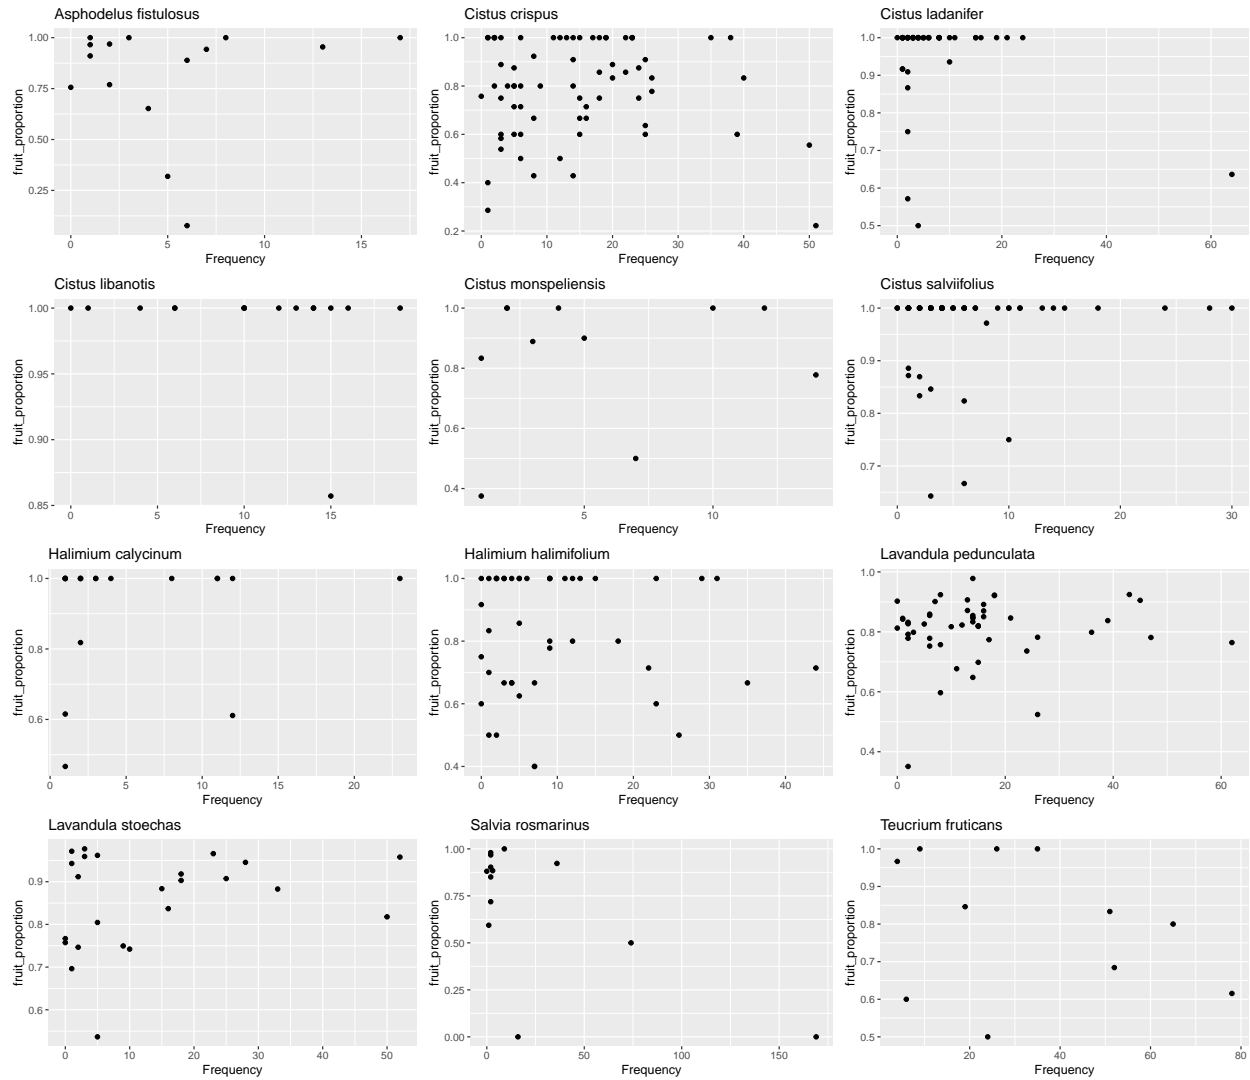 Asphodelus fistulosus
1.00
0.75
0.50
0.25
fruit_proportion
0 5 10 15
Frequency
Cistus crispus
1.0
0.8
0.6
0.4
0.2
fruit_proportion
0 10 20 30 40 50
Frequency
Cistus ladanifer
1.0
0.9
0.8
0.7
0.6
0.5
fruit_proportion
0 20 40 60
Frequency
Cistus libanotis
1.00
0.95
0.90
0.85
fruit_proportion
0 5 10 15
Frequency
Cistus monspeliensis
1.0
0.8
0.6
0.4
fruit_proportion
5 10
Frequency
Cistus salviifolius
1.0
0.9
0.8
0.7
fruit_proportion
0 10 20 30
Frequency
Halimium calycinum
1.0
0.8
0.6
fruit_proportion
0 5 10 15 20
Frequency
Halimium halimifolium
1.0
0.8
0.6
0.4
fruit_proportion
0 10 20 30 40
Frequency
Lavandula pedunculata
1.0
0.8
0.6
0.4
fruit_proportion
0 20 40 60
Frequency
Lavandula stoechas
0.9
0.8
0.7
0.6
fruit_proportion
0 10 20 30 40 50
Frequency
Salvia rosmarinus
1.00
0.75
0.50
0.25
0.00
fruit_proportion
0 50 100 150
Frequency
Teucrium fruticans
1.0
0.9
0.8
0.7
0.6
0.5
fruit_proportion
20 40 60 80
Frequency